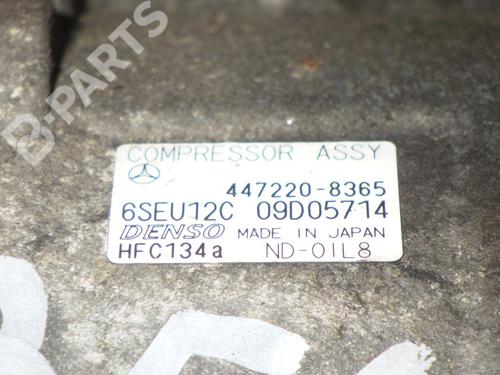 B-PARTS
COMPRESSOR ASSY
447220-8365
6SEU12C 09D05714
DENSO MADE IN JAPAN
HFC134a ND-OIL8